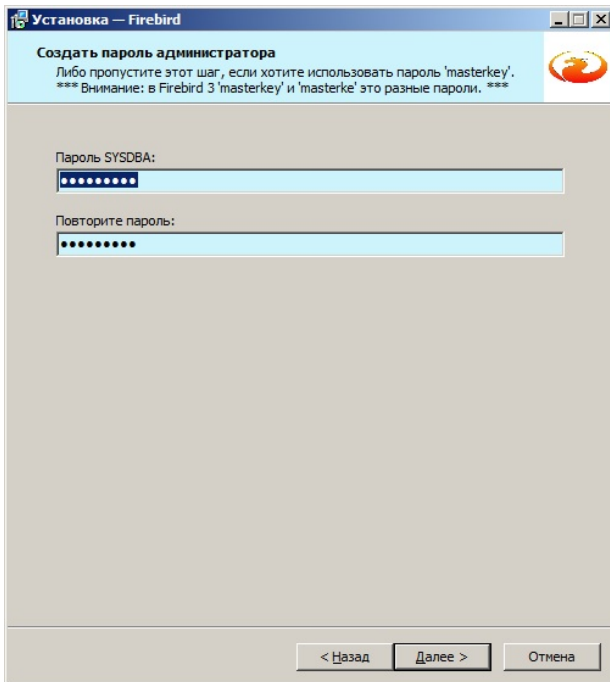 Установка — Firebird
Создать пароль администратора
Либо пропустите этот шаг, если хотите использовать пароль 'masterkey'.
*** Внимание: в Firebird 3 'masterkey' и 'masterke' это разные пароли. ***
Пароль SYSDBA:
●●●●●●●●●
Повторите пароль:
●●●●●●●●●
< Назад Далее > Отмена